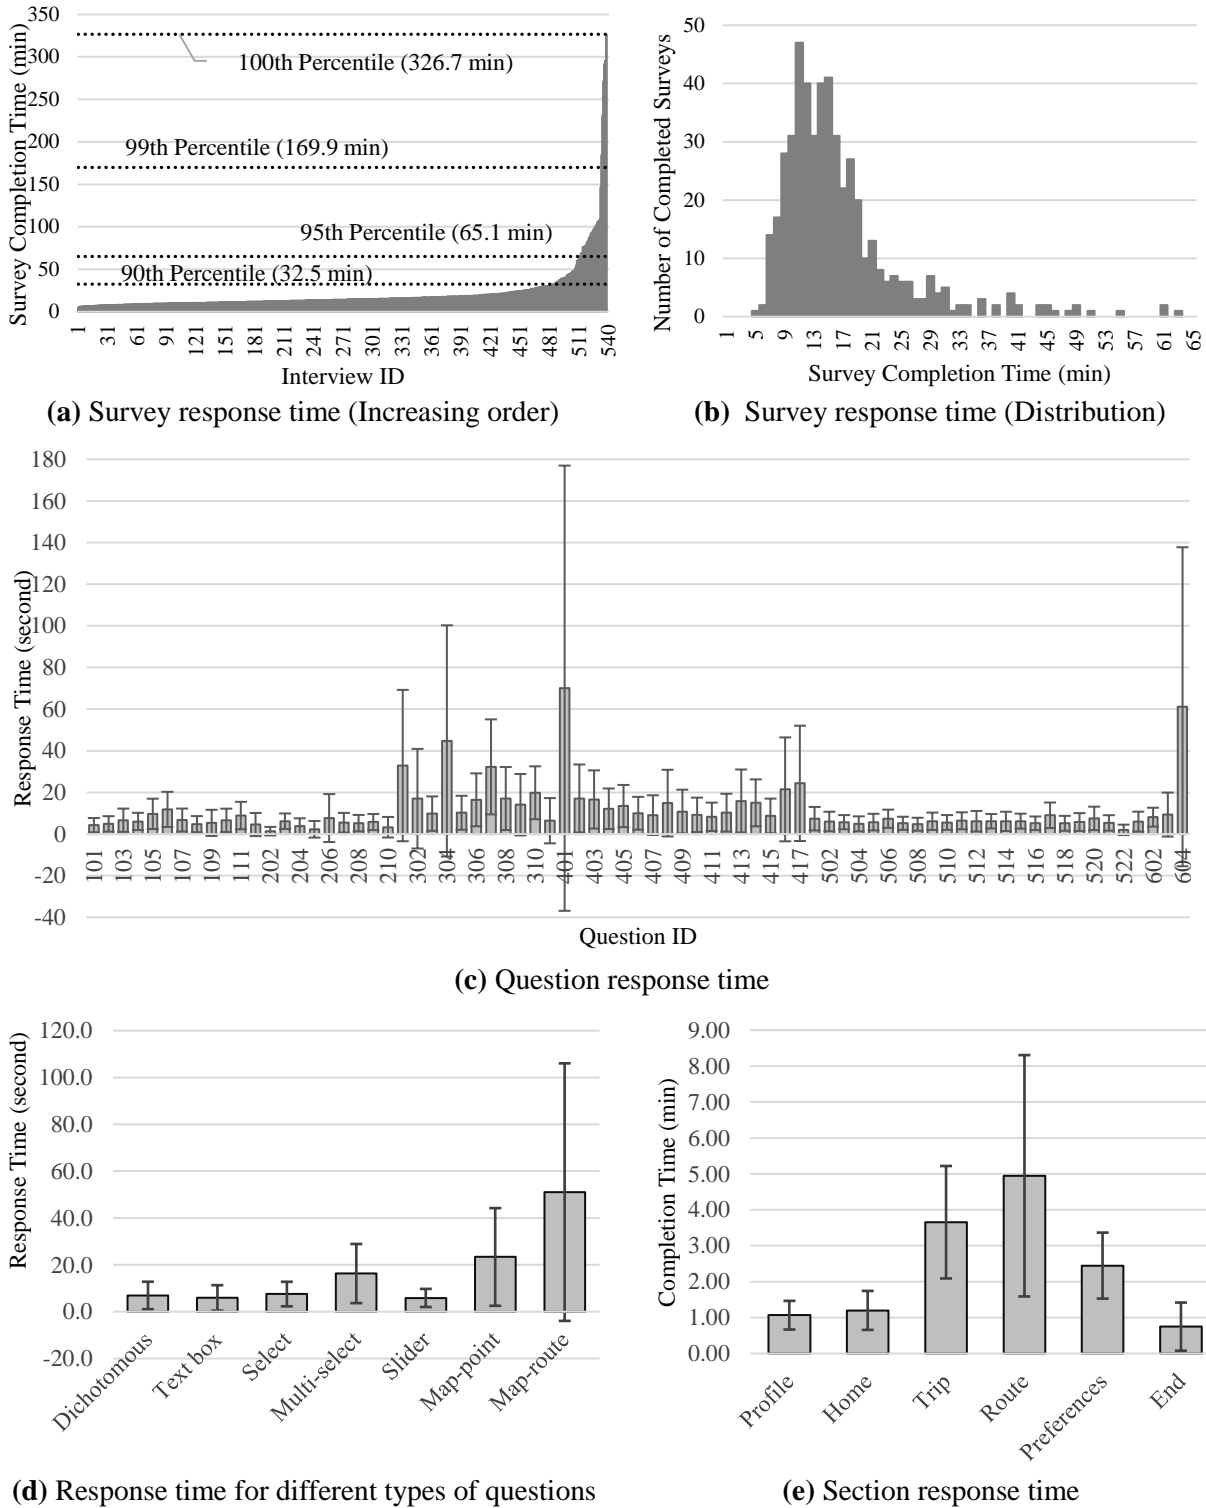 350
300
250
200
150
100
50
0
Survey Completion Time (min)
100th Percentile (326.7 min)
99th Percentile (169.9 min)
95th Percentile (65.1 min)
90th Percentile (32.5 min)
1 31 61 91 121 151 181 211 241 271 301 331 361 391 421 451 481 511 540
Interview ID
(a) Survey response time (Increasing order)
50
40
30
20
10
0
Number of Completed Surveys
1 5 9 13 17 21 25 29 33 37 41 45 49 53 57 61 65
Survey Completion Time (min)
(b) Survey response time (Distribution)
180
160
140
120
100
80
60
40
20
0
-20
-40
Response Time (second)
101 103 105 107 109 111 202 204 206 208 210 302 304 306 308 310 401 403 405 407 409 411 413 415 417 502 504 506 508 510 512 514 516 518 520 522 602 604
Question ID
(c) Question response time
120.0
100.0
80.0
60.0
40.0
20.0
0.0
-20.0
Response Time (second)
Dichotomous
Text box
Select
Multi-select
Slider
Map-point
Map-route
(d) Response time for different types of questions
9.00
8.00
7.00
6.00
5.00
4.00
3.00
2.00
1.00
0.00
Completion Time (min)
Profile
Home
Trip
Route
Preferences
End
(e) Section response time